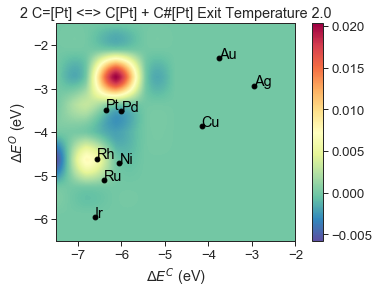 2 C=[Pt] <=> C[Pt] + C#[Pt] Exit Temperature 2.0
0.020
0.015
0.010
0.005
0.000
−0.005
−2
−3
−4
−5
−6
ΔE^O (eV)
Au
Ag
Pt
Pd
Cu
Rh
Ni
Ru
Ir
−7
−6
−5
−4
−3
−2
ΔE^C (eV)